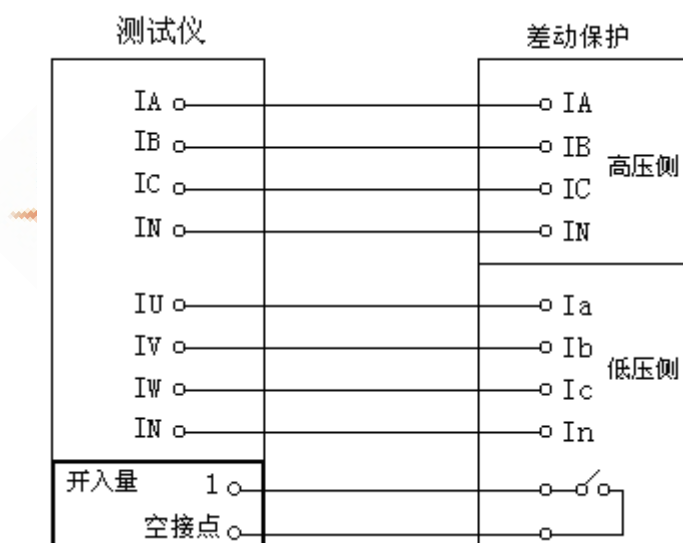 测试仪 差动保护
IA IA
IB IB
高压侧
IC IC
IN IN
IU Ia
IV Ib
低压侧
IW Ic
IN In
开入量 1
空接点